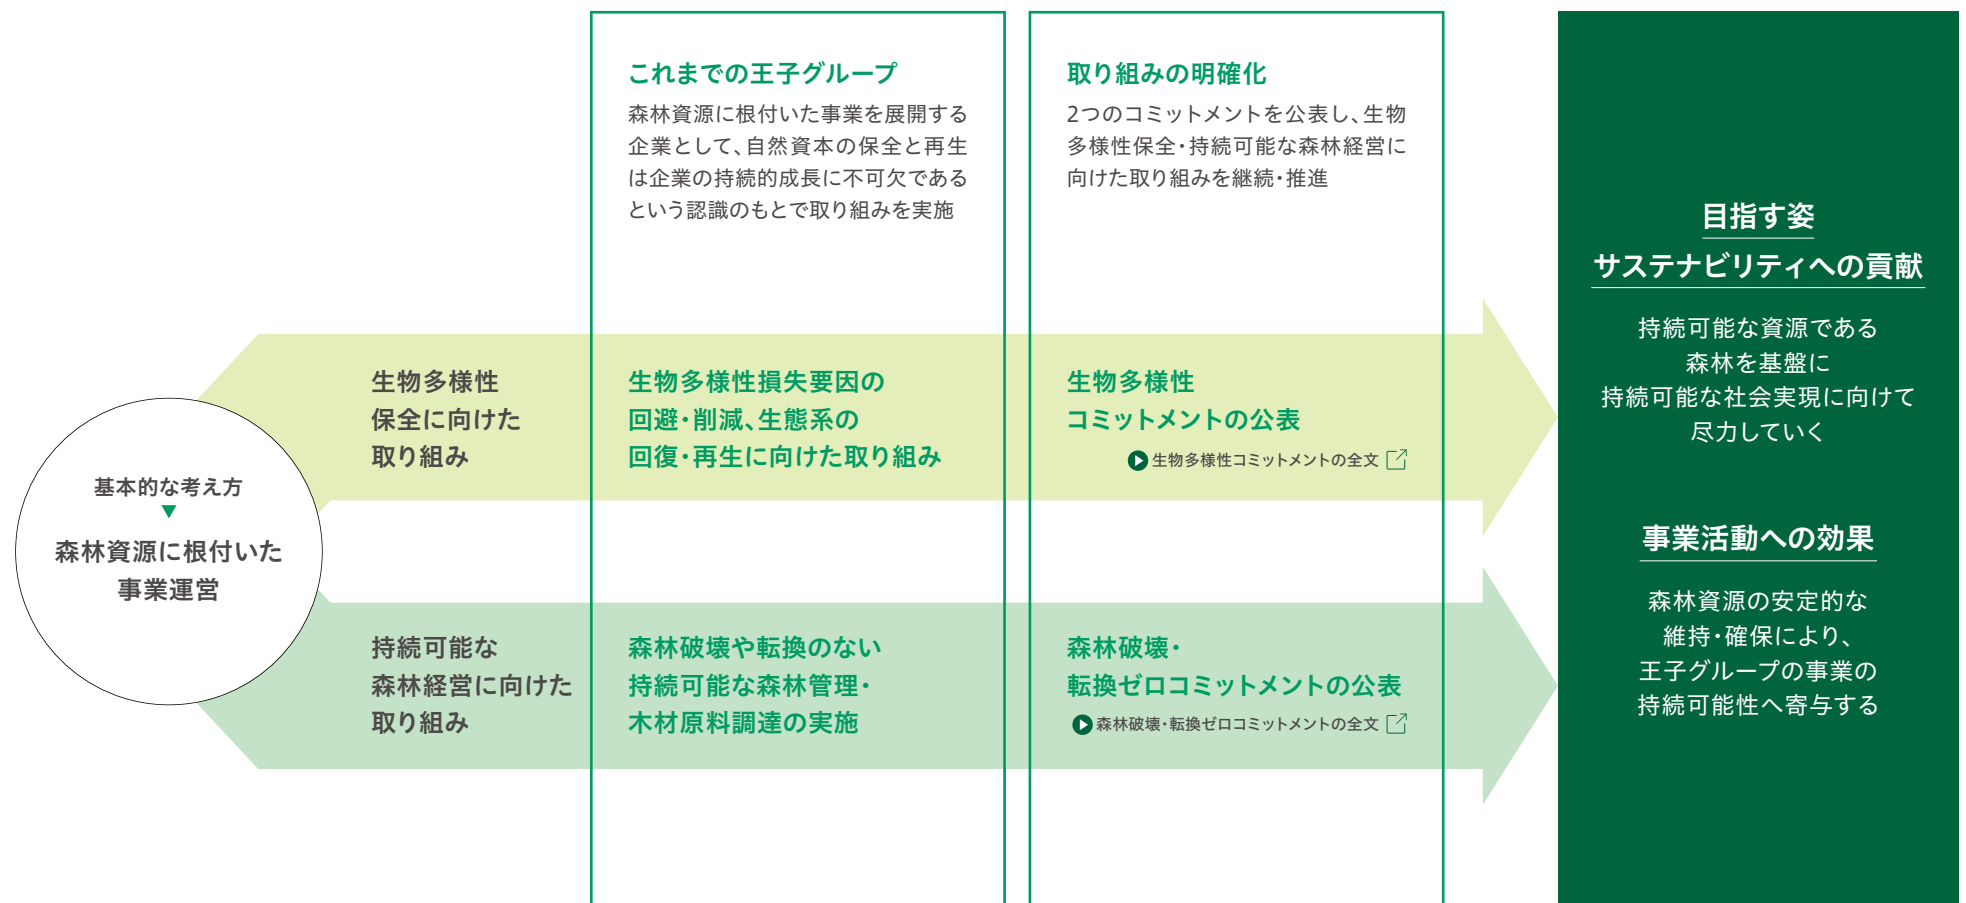 基本的な考え方
▼
森林資源に根付いた
事業運営
生物多様性
保全に向けた
取り組み
持続可能な
森林経営に向けた
取り組み
これまでの王子グループ
森林資源に根付いた事業を展開する
企業として、自然資本の保全と再生
は企業の持続的成長に不可欠である
という認識のもとで取り組みを実施
生物多様性損失要因の
回避・削減、生態系の
回復・再生に向けた取り組み
森林破壊や転換のない
持続可能な森林管理・
木材原料調達の実施
取り組みの明確化
2つのコミットメントを公表し、生物
多様性保全・持続可能な森林経営に
向けた取り組みを継続・推進
生物多様性
コミットメントの公表
生物多様性コミットメントの全文
森林破壊・
転換ゼロコミットメントの公表
森林破壊・転換ゼロコミットメントの全文
目指す姿
サステナビリティへの貢献
持続可能な資源である
森林を基盤に
持続可能な社会実現に向けて
尽力していく
事業活動への効果
森林資源の安定的な
維持・確保により、
王子グループの事業の
持続可能性へ寄与する